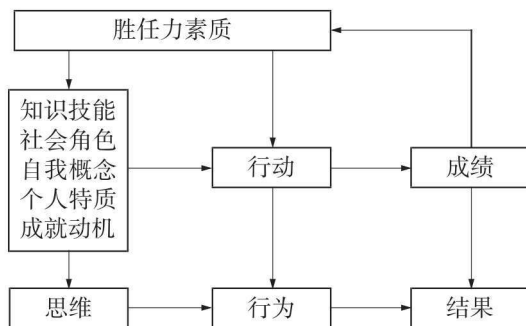 胜任力素质
知识技能
社会角色
自我概念
个人特质
成就动机
行动
成绩
思维
行为
结果